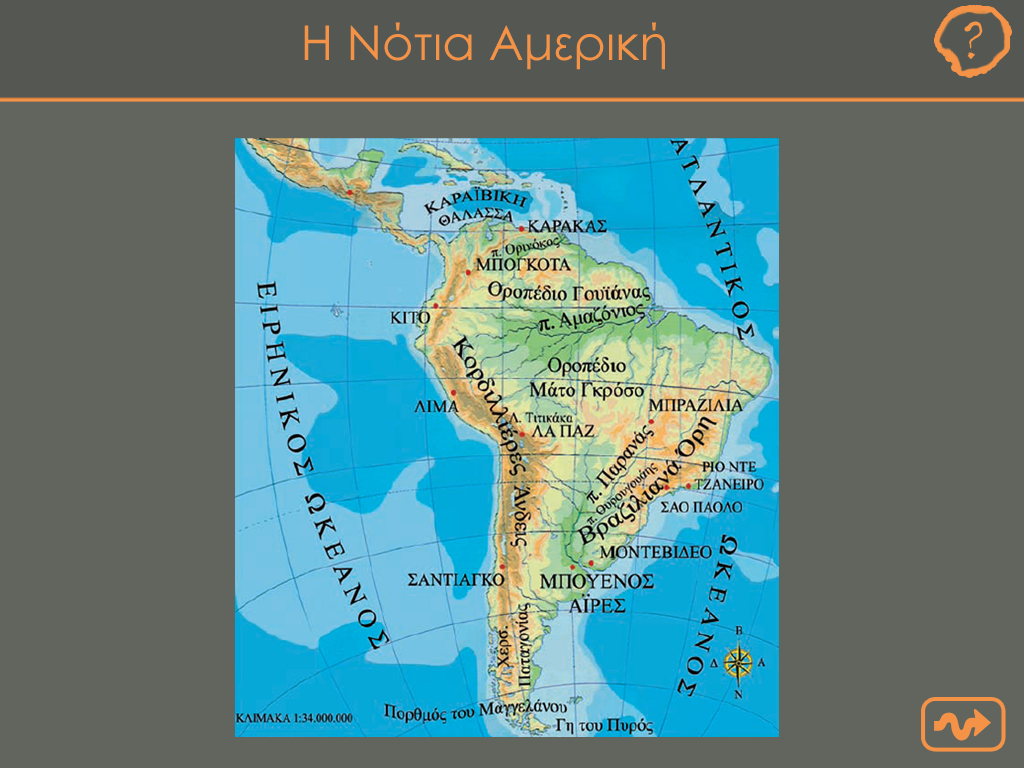 Η Νότια Αμερική
?
ΑΤΛΑΝΤΙΚΟΣ
ΚΑΡΑΪΒΙΚΗ
ΘΑΛΑΣΣΑ
ΚΑΡΑΚΑΣ
π. Ορινόκος
ΜΠΟΓΚΟΤΑ
Οροπέδιο Γουϊάνας
ΚΙΤΟ
π. Αμαζόνιος
ΕΙΡΗΝΙΚΟΣ ΩΚΕΑΝΟΣ
Κορδιλλιέρες Άνδεις
Οροπέδιο
Μάτο Γκρόσο
ΛΙΜΑ
ΜΠΡΑΖΙΛΙΑ
Λ. Τιτικάκα
ΛΑ ΠΑΖ
π. Παρανάς
π. Ουρουγουάης
Βραζιλιανά Όρη
ΡΙΟ ΝΤΕ
ΤΖΑΝΕΙΡΟ
ΣΑΟ ΠΑΟΛΟ
ΩΚΕΑΝΟΣ
ΜΟΝΤΕΒΙΔΕΟ
ΣΑΝΤΙΑΓΚΟ
ΜΠΟΥΕΝΟΣ
ΑΪΡΕΣ
Χερσ.
Παταγονίας
Β
Δ Α
Ν
ΚΛΙΜΑΚΑ 1:34.000.000
Πορθμός του Μαγγελάνου
Γη του Πυρός